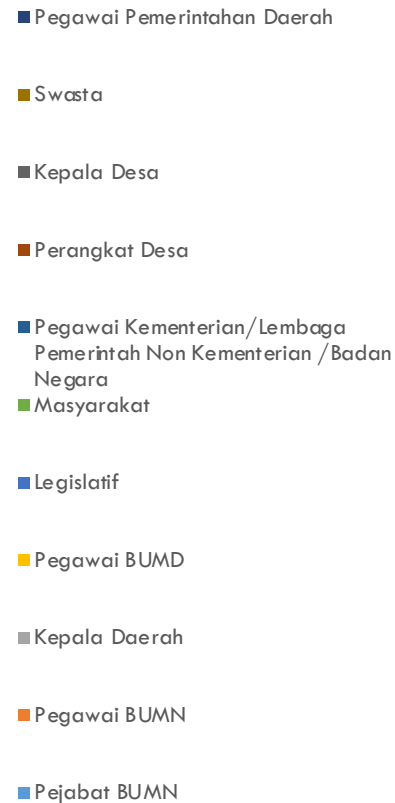 Pegawai Pemerintahan Daerah
Swasta
Kepala Desa
Perangkat Desa
Pegawai Kementerian/Lembaga
Pemerintah Non Kementerian /Badan
Negara
Masyarakat
Legislatif
Pegawai BUMD
Kepala Daerah
Pegawai BUMN
Pejabat BUMN